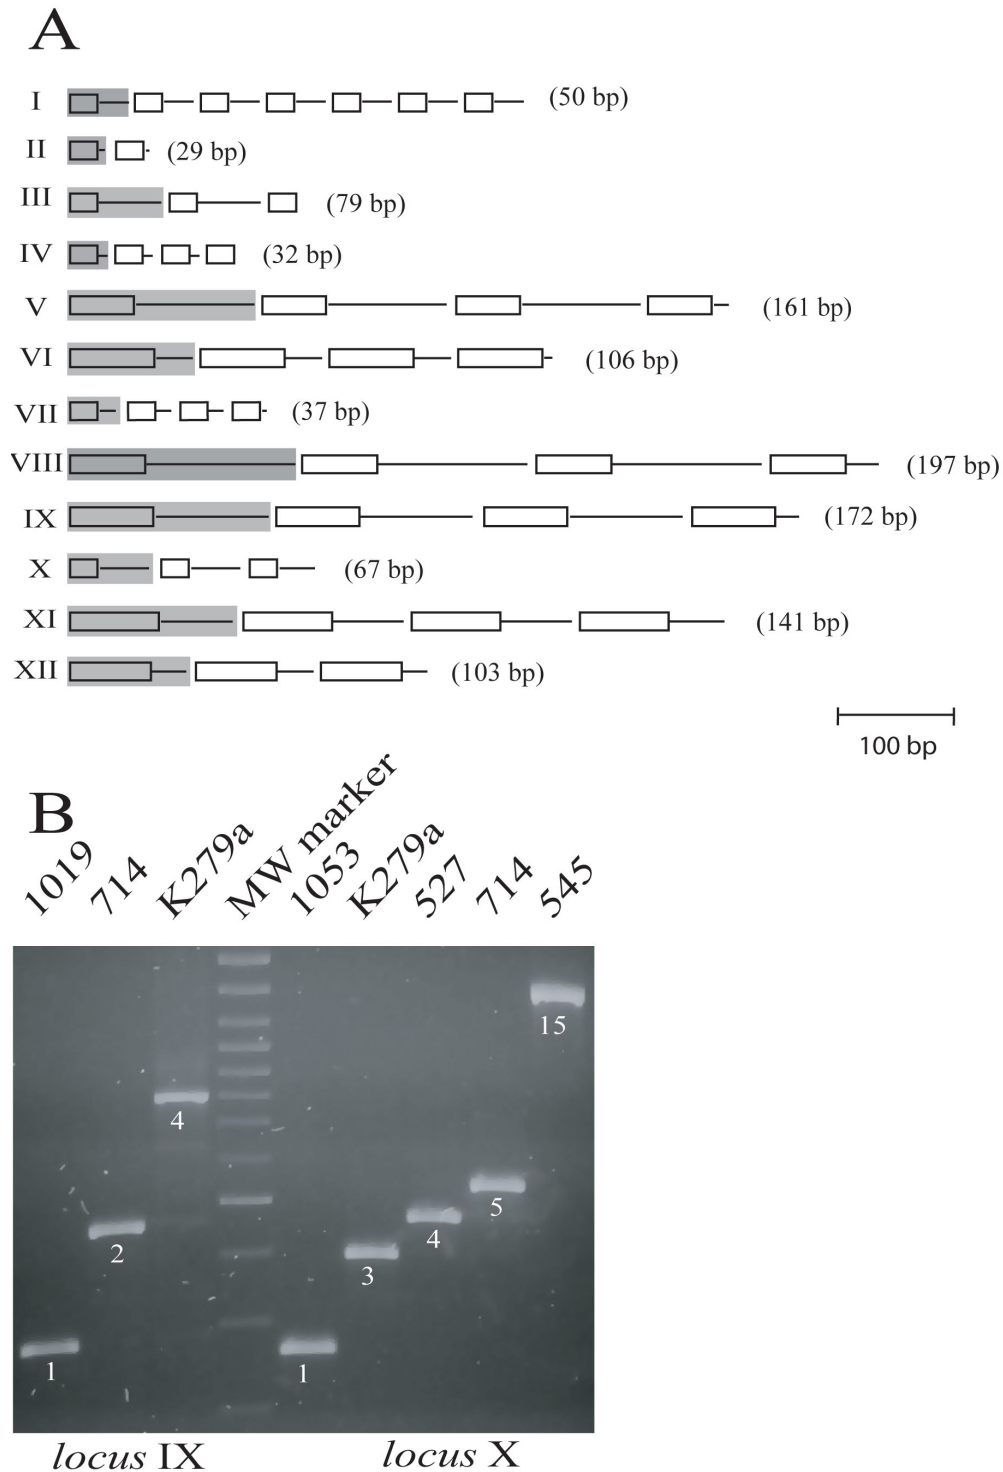 A
I (50 bp)
II (29 bp)
III (79 bp)
IV (32 bp)
V (161 bp)
VI (106 bp)
VII (37 bp)
VIII (197 bp)
IX (172 bp)
X (67 bp)
XI (141 bp)
XII (103 bp)
100 bp
B
1019 714 K279a MW marker 1053 K279a 527 714 545
15
4
5
4
2
3
1 1
locus IX locus X